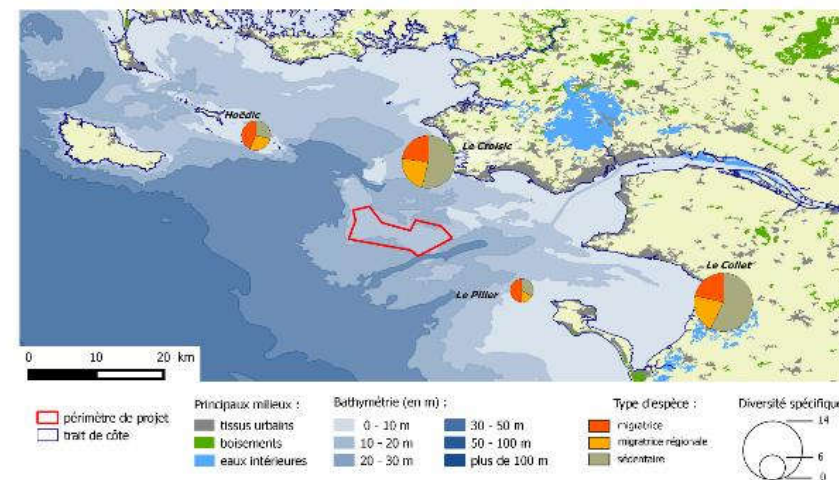 Hoëdic
Le Croisic
Le Collet
Le Pilier
0 10 20 km
périmètre de projet
trait de côte
Principaux milieux :
tissus urbains
boisements
eaux intérieures
Bathymétrie (en m) :
0 - 10 m
10 - 20 m
20 - 30 m
30 - 50 m
50 - 100 m
plus de 100 m
Type d'espèce :
migratrice
migratrice régionale
sédentaire
Diversité spécifique
14
6
0